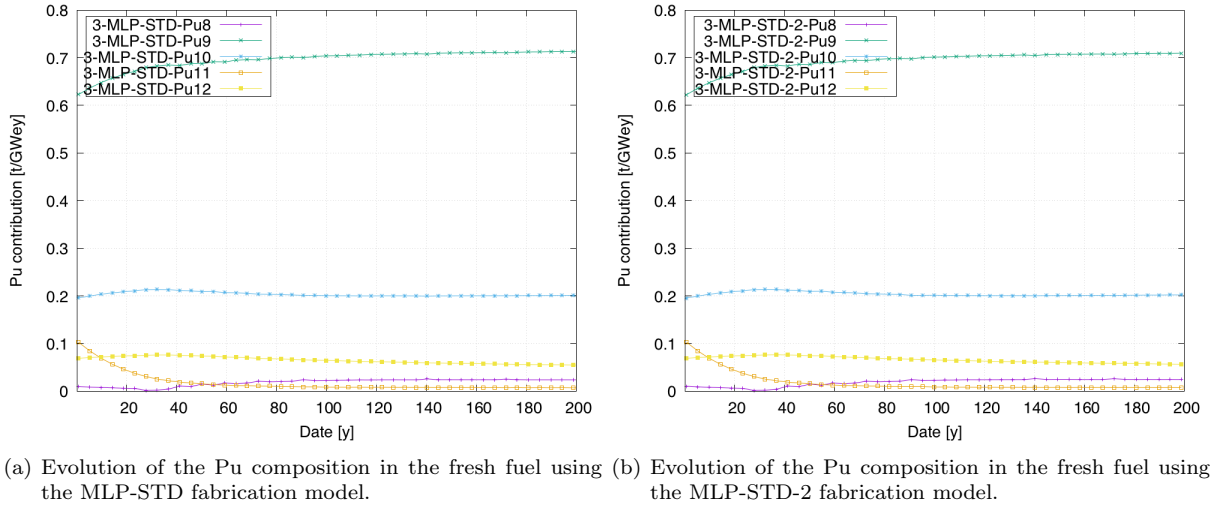 0.8
0.7
0.6
0.5
0.4
0.3
0.2
0.1
0
Pu contribution [t/GWey]
3-MLP-STD-Pu8
3-MLP-STD-Pu9
3-MLP-STD-Pu10
3-MLP-STD-Pu11
3-MLP-STD-Pu12
20 40 60 80 100 120 140 160 180 200
Date [y]
(a) Evolution of the Pu composition in the fresh fuel using
the MLP-STD fabrication model.
0.8
0.7
0.6
0.5
0.4
0.3
0.2
0.1
0
Pu contribution [t/GWey]
3-MLP-STD-2-Pu8
3-MLP-STD-2-Pu9
3-MLP-STD-2-Pu10
3-MLP-STD-2-Pu11
3-MLP-STD-2-Pu12
20 40 60 80 100 120 140 160 180 200
Date [y]
(b) Evolution of the Pu composition in the fresh fuel using
the MLP-STD-2 fabrication model.